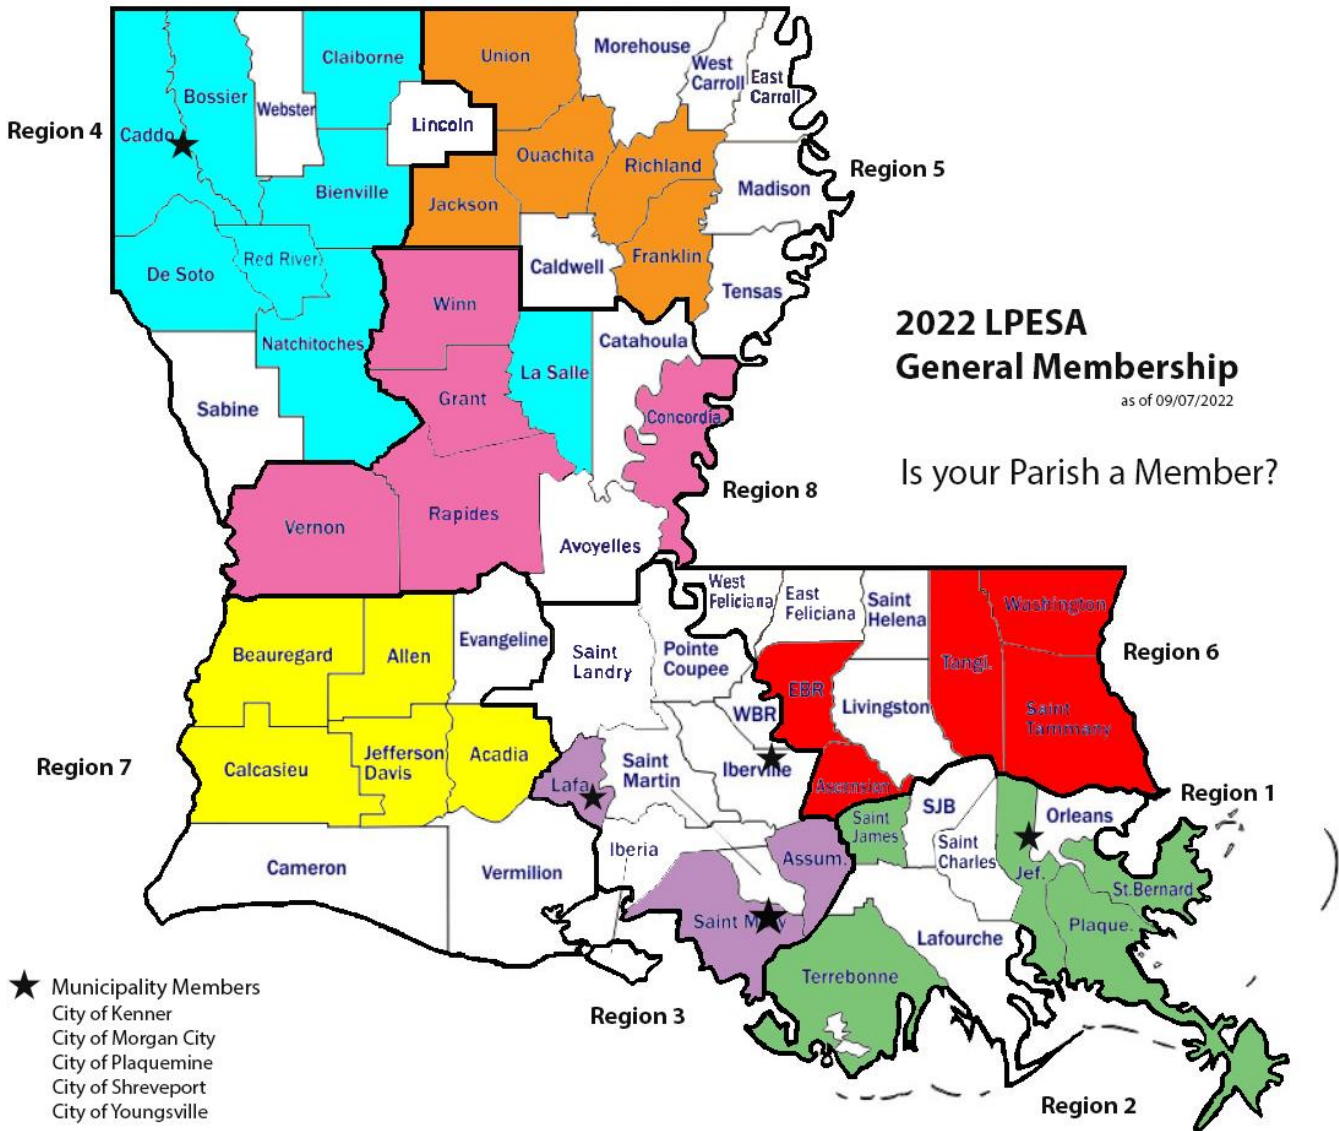 Claiborne
Union
Morehouse
West
Carroll
East
Carroll
Bossier
Webster
Lincoln
Region 4
Caddo
Ouachita
Richland
Region 5
Madison
Bienville
Jackson
De Soto
Red River
Caldwell
Franklin
Tensas
Winn
2022 LPESA
General Membership
as of 09/07/2022
Natchitoches
Catahoula
La Salle
Sabine
Grant
Concordia
Is your Parish a Member?
Region 8
Vernon
Rapides
Avoyelles
West
Feliciana
East
Feliciana
Saint
Helena
Washington
Evangeline
Beauregard
Allen
Saint
Landry
Pointe
Coupee
Tangi.
Region 6
EBR
WBR
Livingston
Saint
Tammany
Region 7
Calcasieu
Jefferson
Davis
Acadia
Lafa.
Saint
Martin
Iberville
Ascension
Region 1
Saint
James
SJB
Orleans
Saint
Charles
Iberia
Assum.
Jef.
Cameron
Vermilion
St.Bernard
Saint Mary
Lafourche
Plaque.
Terrebonne
Region 3
Region 2
Municipality Members
City of Kenner
City of Morgan City
City of Plaquemine
City of Shreveport
City of Youngsville